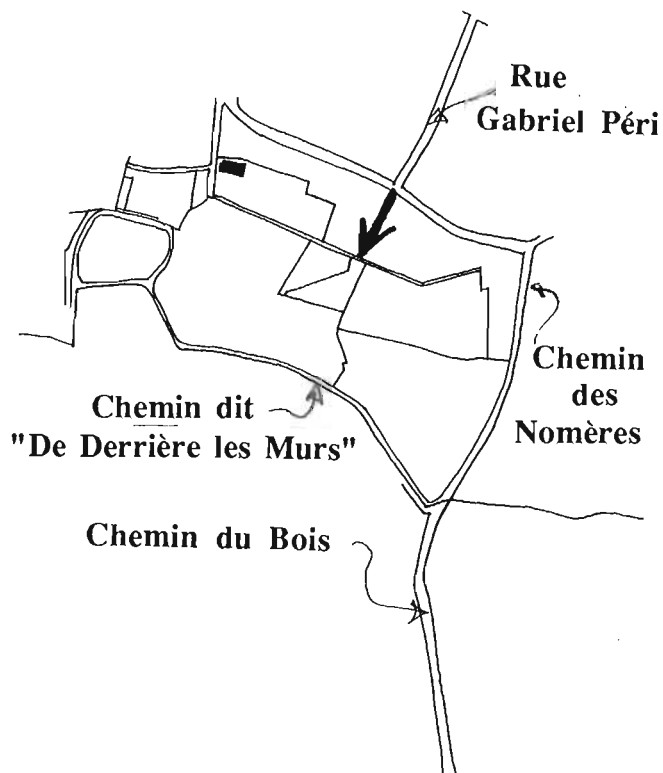 Rue
Gabriel Péri
Chemin
des
Nomères
Chemin dit
"De Derrière les Murs"
Chemin du Bois